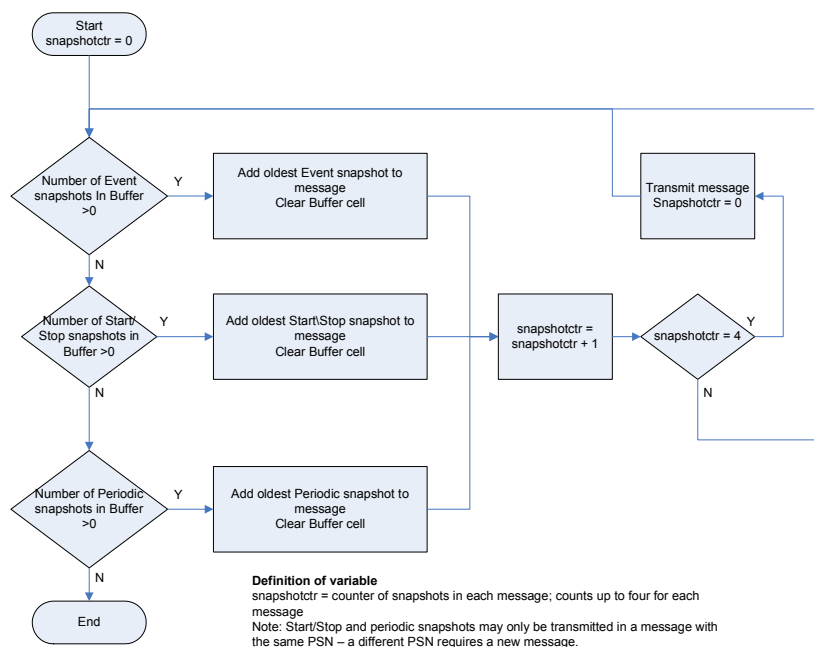 Start
snapshotctr = 0
Number of Event
snapshots In Buffer
>0
Y
N
Add oldest Event snapshot to
message
Clear Buffer cell
Transmit message
Snapshotctr = 0
Number of Start/
Stop snapshots in
Buffer >0
Y
N
Add oldest Start\Stop snapshot to
message
Clear Buffer cell
snapshotctr =
snapshotctr + 1
snapshotctr = 4
Y
N
Number of Periodic
snapshots in Buffer
>0
Y
N
Add oldest Periodic snapshot to
message
Clear Buffer cell
End
Definition of variable
snapshotctr = counter of snapshots in each message; counts up to four for each
message
Note: Start/Stop and periodic snapshots may only be transmitted in a message with
the same PSN – a different PSN requires a new message.